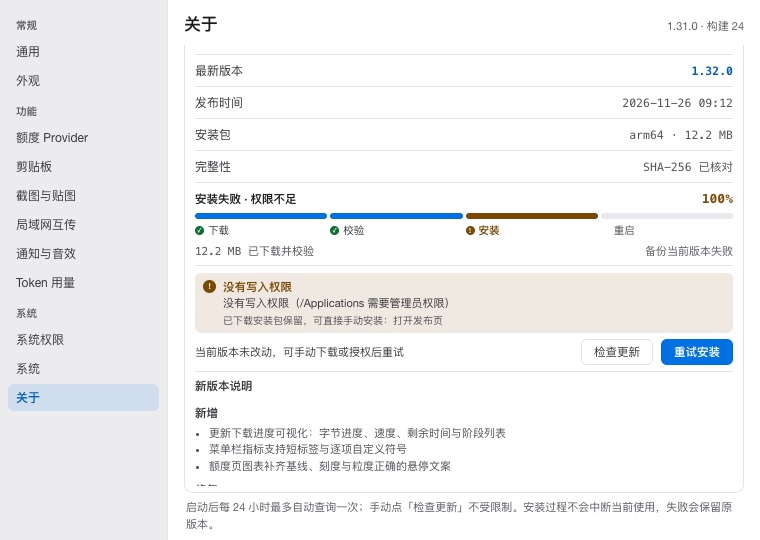 常规
通用
外观
功能
额度 Provider
剪贴板
截图与贴图
局域网互传
通知与音效
Token 用量
系统
系统权限
系统
关于
关于
1.31.0 · 构建 24
最新版本 1.32.0
发布时间 2026-11-26 09:12
安装包 arm64 · 12.2 MB
完整性 SHA-256 已核对
安装失败 · 权限不足 100%
下载 校验 安装 重启
12.2 MB 已下载并校验 备份当前版本失败
没有写入权限
没有写入权限（/Applications 需要管理员权限）
已下载安装包保留，可直接手动安装：打开发布页
当前版本未改动，可手动下载或授权后重试 检查更新 重试安装
新版本说明
新增
• 更新下载进度可视化：字节进度、速度、剩余时间与阶段列表
• 菜单栏指标支持短标签与逐项自定义符号
• 额度页图表补齐基线、刻度与粒度正确的悬停文案
启动后每 24 小时最多自动查询一次；手动点「检查更新」不受限制。安装过程不会中断当前使用，失败会保留原
版本。